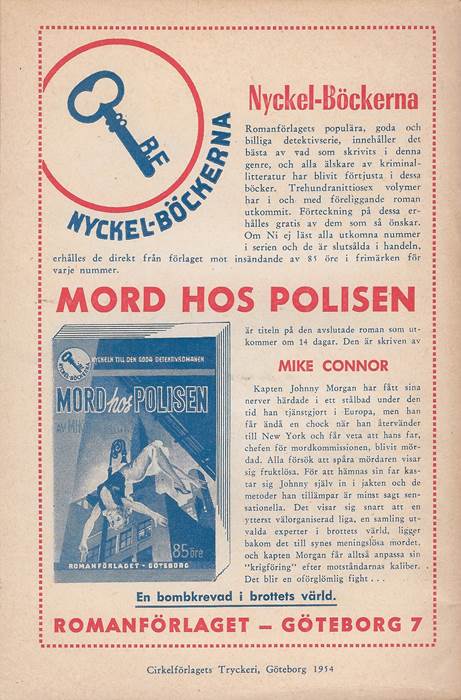 R.F.
NYCKEL-BÖCKERNA
Nyckel-Böckerna
Romanförlagets populära, goda och
billiga detektivserie, innehåller det
bästa av vad som skrivits i denna
genre, och alla älskare av kriminal-
litteratur har blivit förtjusta i dessa
böcker. Trehundranittiosex volymer
har i och med föreliggande roman
utkommit. Förteckning på dessa er-
hålles gratis av dem som så önskar.
Om Ni ej läst alla utkomna nummer
i serien och de är slutsålda i handeln,
erhålles de direkt från förlaget mot insändande av 85 öre i frimärken för
varje nummer.
MORD HOS POLISEN
är titeln på den avslutade roman som ut-
kommer om 14 dagar. Den är skriven av
MIKE CONNOR
Kapten Johnny Morgan har fått sina
nerver härdade i ett stålbad under den
tid han tjänstgjort i Europa, men han
får ändå en chock när han återvänder
till New York och får veta att hans far,
chefen för mordkommissionen, blivit mör-
dad. Alla försök att spåra mördaren visar
sig fruktlösa. För att hämnas sin far kas-
tar sig Johnny själv in i jakten och de
metoder han tillämpar är minst sagt sen-
sationella. Det visar sig snart att en
ytterst välorganiserad liga, en samling ut-
valda experter i brottets värld, ligger
bakom det till synes meningslösa mordet,
och kapten Morgan får alltså anpassa sin
"krigföring" efter motståndarnas kaliber.
Det blir en oförglömlig fight . . .
NYCKEL-BÖCKERNA
NYCKELN TILL DEN GODA DETEKTIVROMANEN
MORD hos POLISEN
AV MIKE
85 öre
ROMANFÖRLAGET - GÖTEBORG
En bombkrevad i brottets värld.
ROMANFÖRLAGET — GÖTEBORG 7
Cirkelförlagets Tryckeri, Göteborg 1954